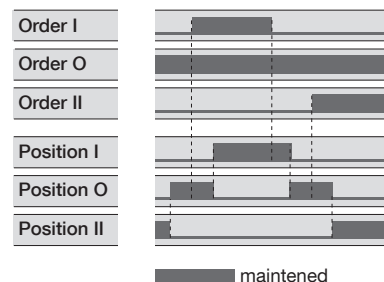 Order I
Order O
Order II
Position I
Position O
Position II
maintened